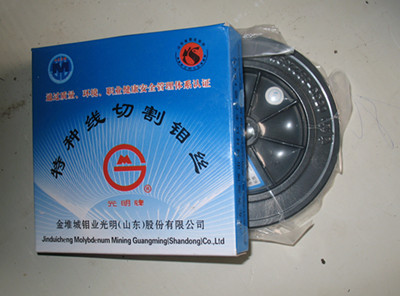 通过质量、环境、职业健康安全管理体系认证
特种线切割钼丝
®
光明牌
金堆城钼业光明(山东)股份有限公司
Jinduicheng Molybdenum Mining Guangming(Shandong)Co.,Ltd